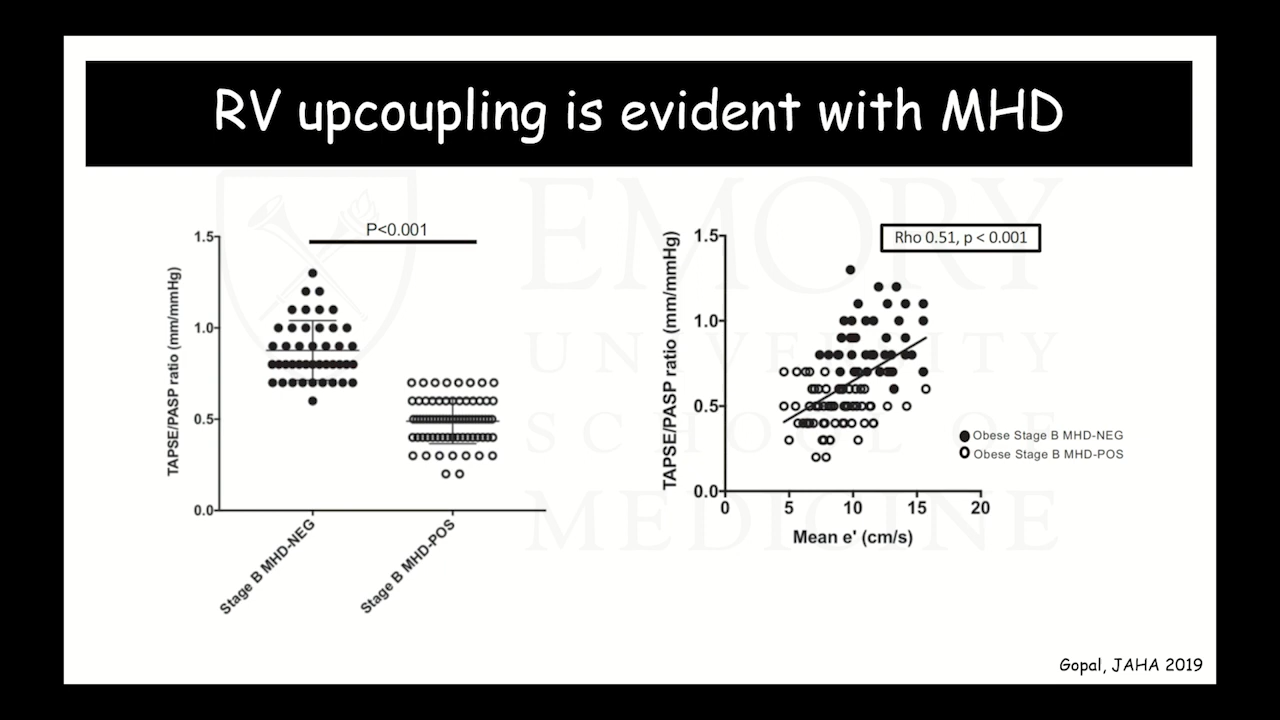 RV upcoupling is evident with MHD
EMORY
UNIVERSITY
SCHOOL OF
MEDICINE
P<0.001
TAPSE/PASP ratio (mm/mmHg)
1.5
1.0
0.5
0.0
Stage B MHD-NEG
Stage B MHD-POS
Rho 0.51, p < 0.001
TAPSE/PASP ratio (mm/mmHg)
1.5
1.0
0.5
0.0
0 5 10 15 20
Mean e' (cm/s)
Obese Stage B MHD-NEG
Obese Stage B MHD-POS
Gopal, JAHA 2019